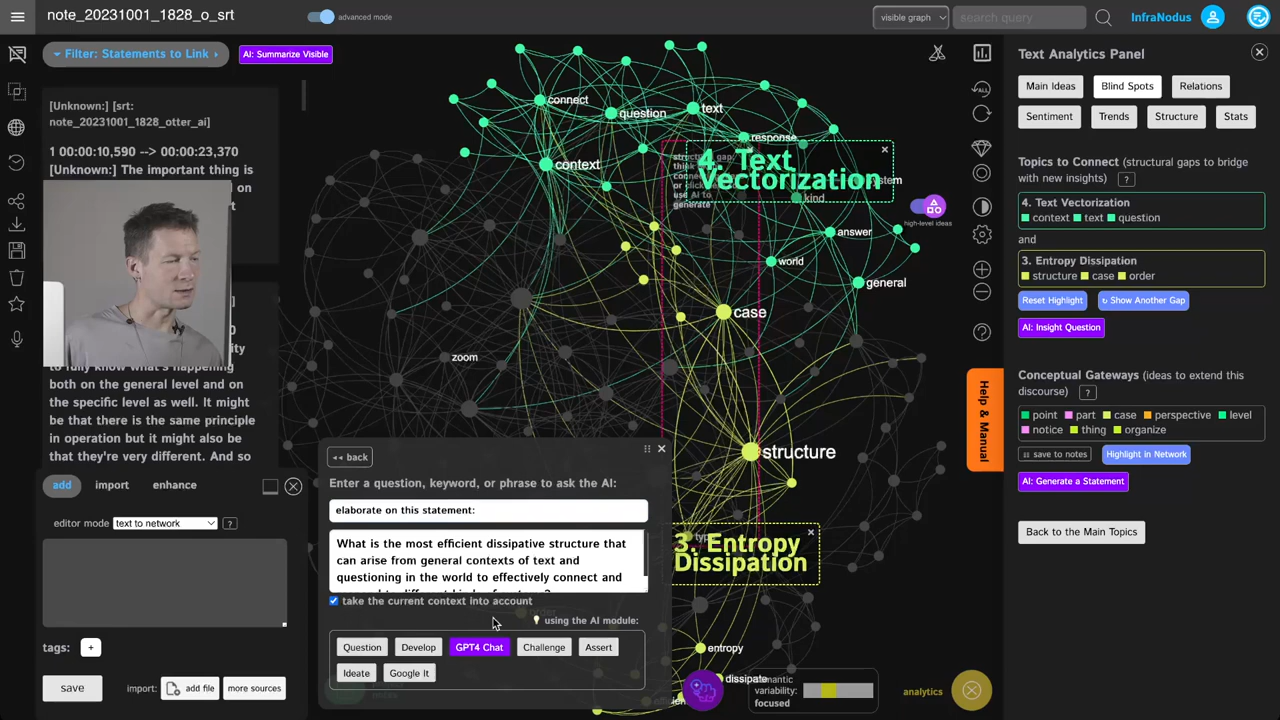 note_20231001_1828_o_srt
advanced mode
visible graph
search query
InfraNodus
Filter: Statements to Link
AI: Summarize Visible
[Unknown:] [srt:
note_20231001_1828_otter_ai]
1 00:00:10,590 --> 00:00:23,370
[Unknown:] The important thing is
to fully know what's happening
both on the general level and on
the specific level as well. It might
be that there is the same principle
in operation but it might also be
that they're very different. And so
add
import
enhance
editor mode
text to network
?
tags:
+
save
import:
add file
more sources
connect
question
text
response
context
4. Text
Vectorization
system
kind
high-level ideas
answer
world
general
case
zoom
structure
3. Entropy
Dissipation
entropy
dissipate
back
Enter a question, keyword, or phrase to ask the AI:
elaborate on this statement:
What is the most efficient dissipative structure that
can arise from general contexts of text and
questioning in the world to effectively connect and
take the current context into account
using the AI module:
Question
Develop
GPT4 Chat
Challenge
Assert
Ideate
Google It
semantic
variability:
focused
analytics
Help & Manual
Text Analytics Panel
Main Ideas
Blind Spots
Relations
Sentiment
Trends
Structure
Stats
Topics to Connect (structural gaps to bridge
with new insights) ?
4. Text Vectorization
context text question
and
3. Entropy Dissipation
structure case order
Reset Highlight
Show Another Gap
AI: Insight Question
Conceptual Gateways (ideas to extend this
discourse) ?
point part case perspective level
notice thing organize
save to notes
Highlight in Network
AI: Generate a Statement
Back to the Main Topics